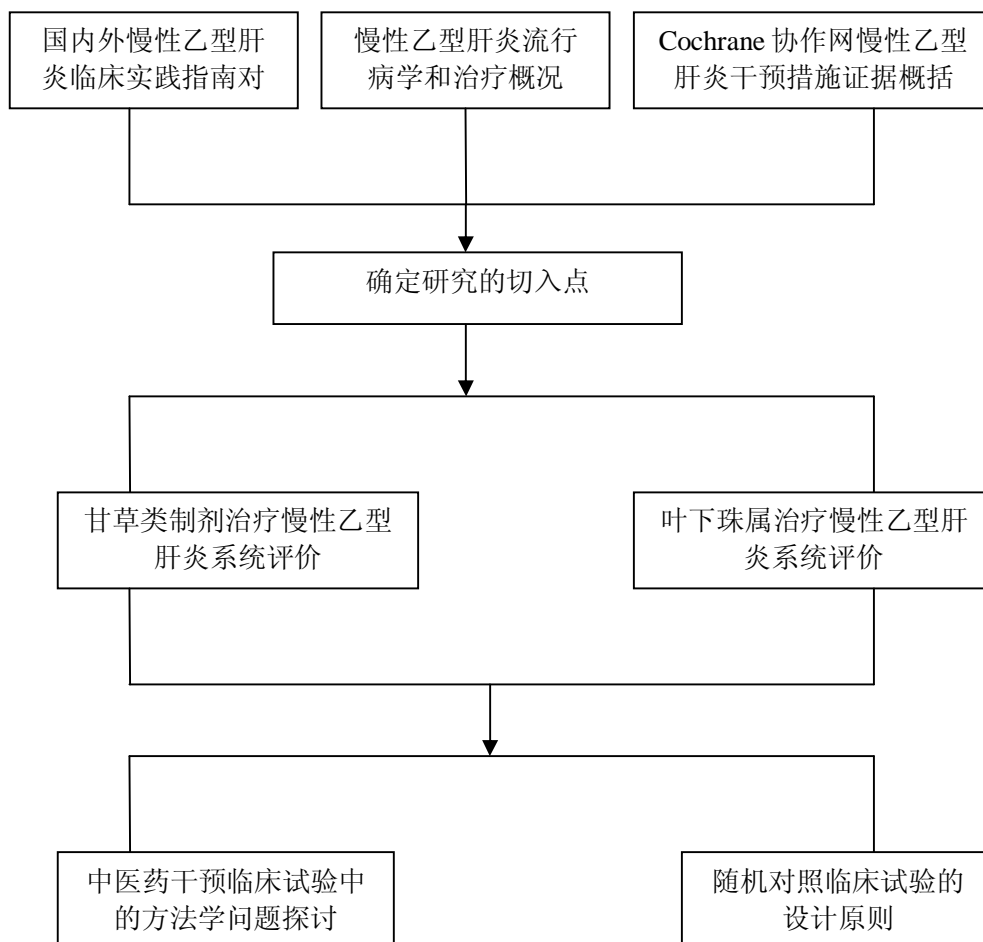 国内外慢性乙型肝
炎临床实践指南对
慢性乙型肝炎流行
病学和治疗概况
Cochrane 协作网慢性乙型
肝炎干预措施证据概括
确定研究的切入点
甘草类制剂治疗慢性乙型
肝炎系统评价
叶下珠属治疗慢性乙型肝
炎系统评价
中医药干预临床试验中
的方法学问题探讨
随机对照临床试验的
设计原则